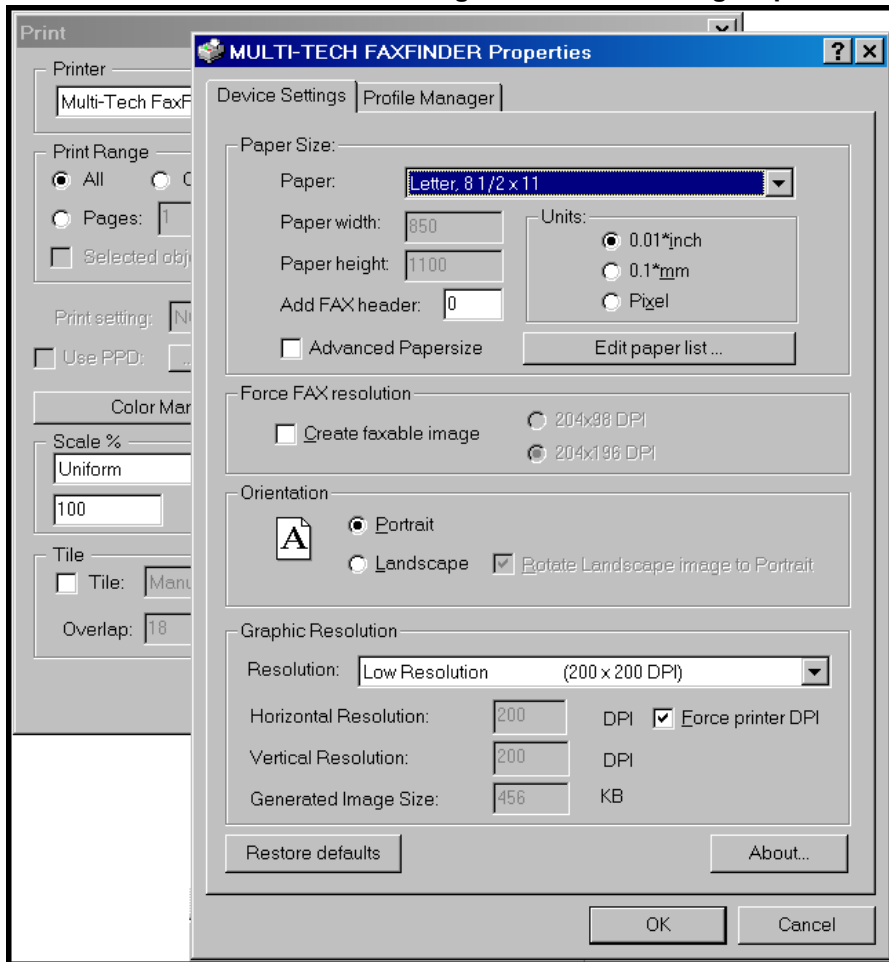 Print
Printer
Multi-Tech FaxF
Print Range
All
Pages: 1
Selected obj
Print setting:
Use PPD: ...
Color Mar
Scale %
Uniform
100
Tile
Tile: Manu
Overlap: 18
MULTI-TECH FAXFINDER Properties
Device Settings Profile Manager
Paper Size:
Paper: Letter, 8 1/2 x 11
Paper width: 850
Paper height: 1100
Add FAX header: 0
Units:
0.01*inch
0.1*mm
Pixel
Advanced Papersize
Edit paper list ...
Force FAX resolution
Create faxable image
204x98 DPI
204x196 DPI
Orientation
A
Portrait
Landscape
Rotate Landscape image to Portrait
Graphic Resolution
Resolution: Low Resolution (200 x 200 DPI)
Horizontal Resolution: 200 DPI
Force printer DPI
Vertical Resolution: 200 DPI
Generated Image Size: 456 KB
Restore defaults
About...
OK
Cancel